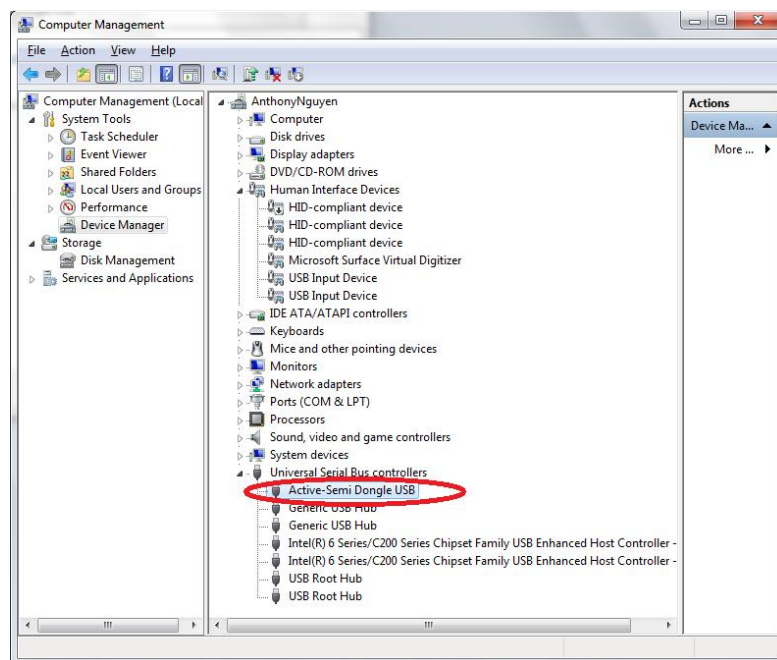 Computer Management
File Action View Help
Computer Management (Local
System Tools
Task Scheduler
Event Viewer
Shared Folders
Local Users and Groups
Performance
Device Manager
Storage
Disk Management
Services and Applications
AnthonyNguyen
Computer
Disk drives
Display adapters
DVD/CD-ROM drives
Human Interface Devices
HID-compliant device
HID-compliant device
HID-compliant device
Microsoft Surface Virtual Digitizer
USB Input Device
USB Input Device
IDE ATA/ATAPI controllers
Keyboards
Mice and other pointing devices
Monitors
Network adapters
Ports (COM & LPT)
Processors
Sound, video and game controllers
System devices
Universal Serial Bus controllers
Active-Semi Dongle USB
Generic USB Hub
Generic USB Hub
Intel(R) 6 Series/C200 Series Chipset Family USB Enhanced Host Controller -
Intel(R) 6 Series/C200 Series Chipset Family USB Enhanced Host Controller -
USB Root Hub
USB Root Hub
Actions
Device Ma...
More ...